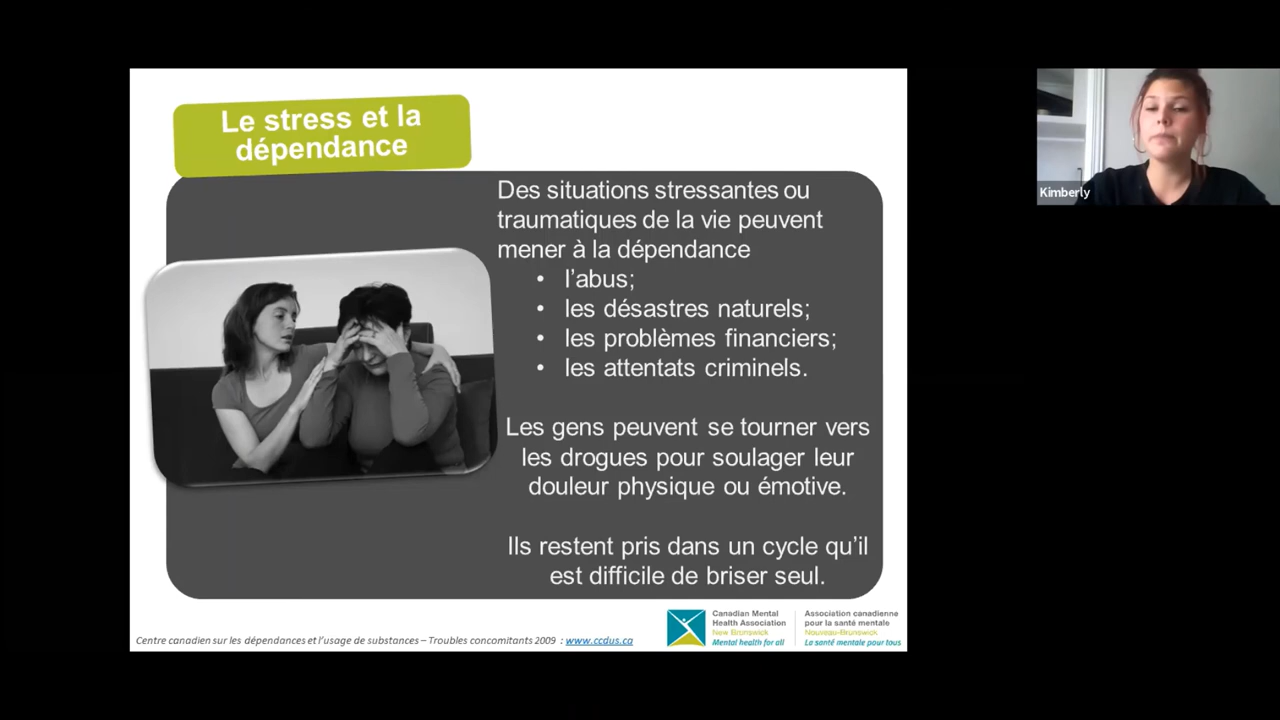 Le stress et la
dépendance
Des situations stressantes ou
traumatiques de la vie peuvent
mener à la dépendance
• l’abus;
• les désastres naturels;
• les problèmes financiers;
• les attentats criminels.
Les gens peuvent se tourner vers
les drogues pour soulager leur
douleur physique ou émotive.
Ils restent pris dans un cycle qu’il
est difficile de briser seul.
Centre canadien sur les dépendances et l’usage de substances – Troubles concomitants 2009 : www.ccdus.ca
Canadian Mental
Health Association
New Brunswick
Mental health for all
Association canadienne
pour la santé mentale
Nouveau-Brunswick
La santé mentale pour tous
Kimberly